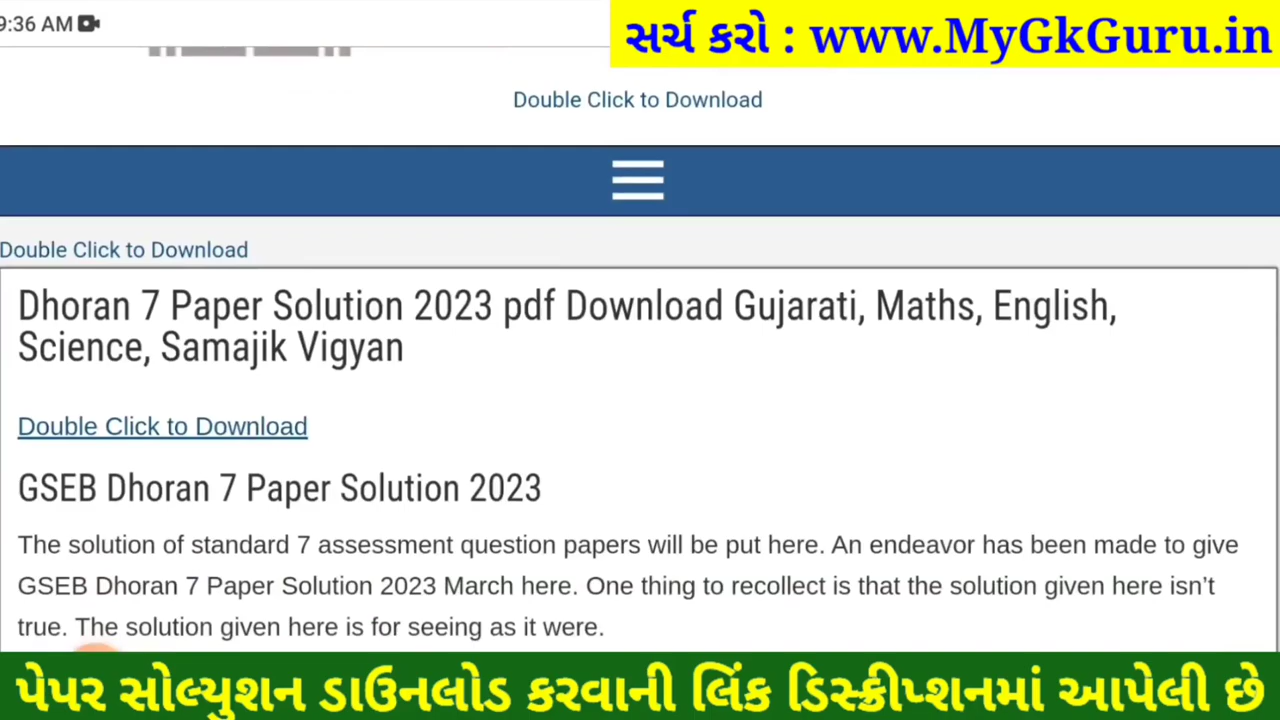 9:36 AM
સર્ચ કરો : www.MyGkGuru.in
Double Click to Download
Double Click to Download
Dhoran 7 Paper Solution 2023 pdf Download Gujarati, Maths, English,
Science, Samajik Vigyan
Double Click to Download
GSEB Dhoran 7 Paper Solution 2023
The solution of standard 7 assessment question papers will be put here. An endeavor has been made to give
GSEB Dhoran 7 Paper Solution 2023 March here. One thing to recollect is that the solution given here isn’t
true. The solution given here is for seeing as it were.
પેપર સોલ્યુશન ડાઉનલોડ કરવાની લિંક ડિસ્ક્રીપ્શનમાં આપેલી છે